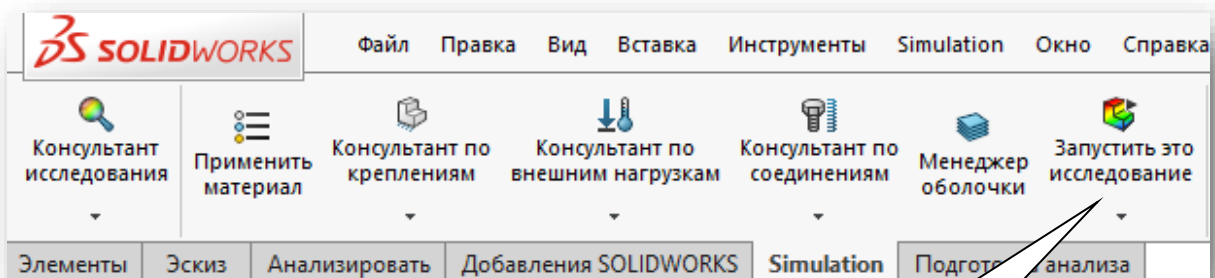 SOLIDWORKS Файл Правка Вид Вставка Инструменты Simulation Окно Справка
Консультант исследования
Применить материал
Консультант по креплениям
Консультант по внешним нагрузкам
Консультант по соединениям
Менеджер оболочки
Запустить это исследование
Элементы Эскиз Анализировать Добавления SOLIDWORKS Simulation анализа